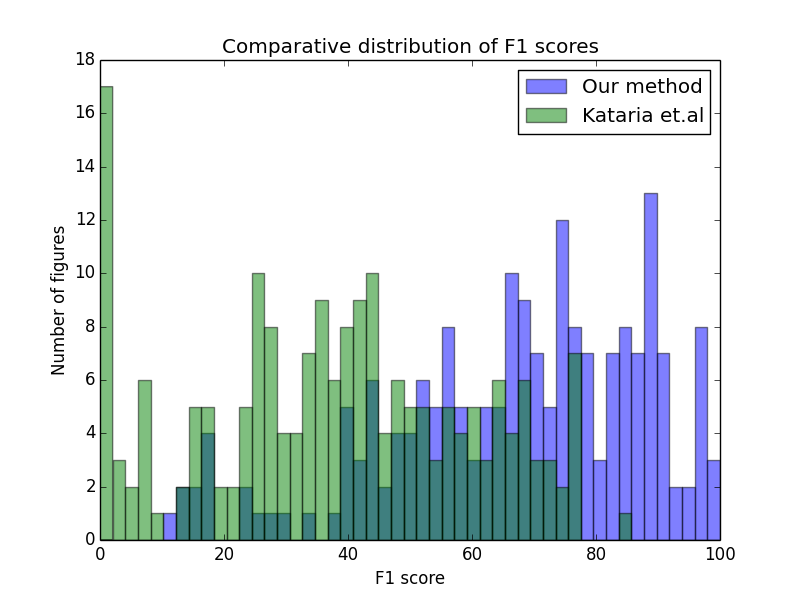 Comparative distribution of F1 scores
Our method
Kataria et.al
Number of figures
18
16
14
12
10
8
6
4
2
0
0 20 40 60 80 100
F1 score